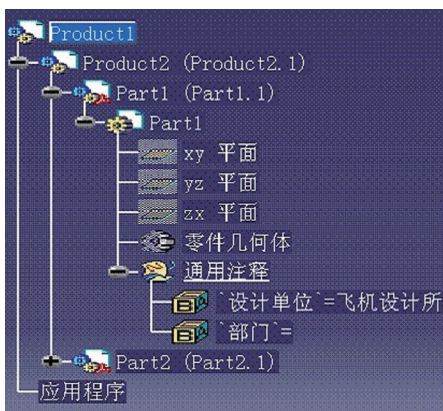 Product1
Product2 (Product2.1)
Part1 (Part1.1)
Part1
xy 平面
yz 平面
zx 平面
零件几何体
通用注释
`设计单位`=飞机设计所
`部门`=
Part2 (Part2.1)
应用程序